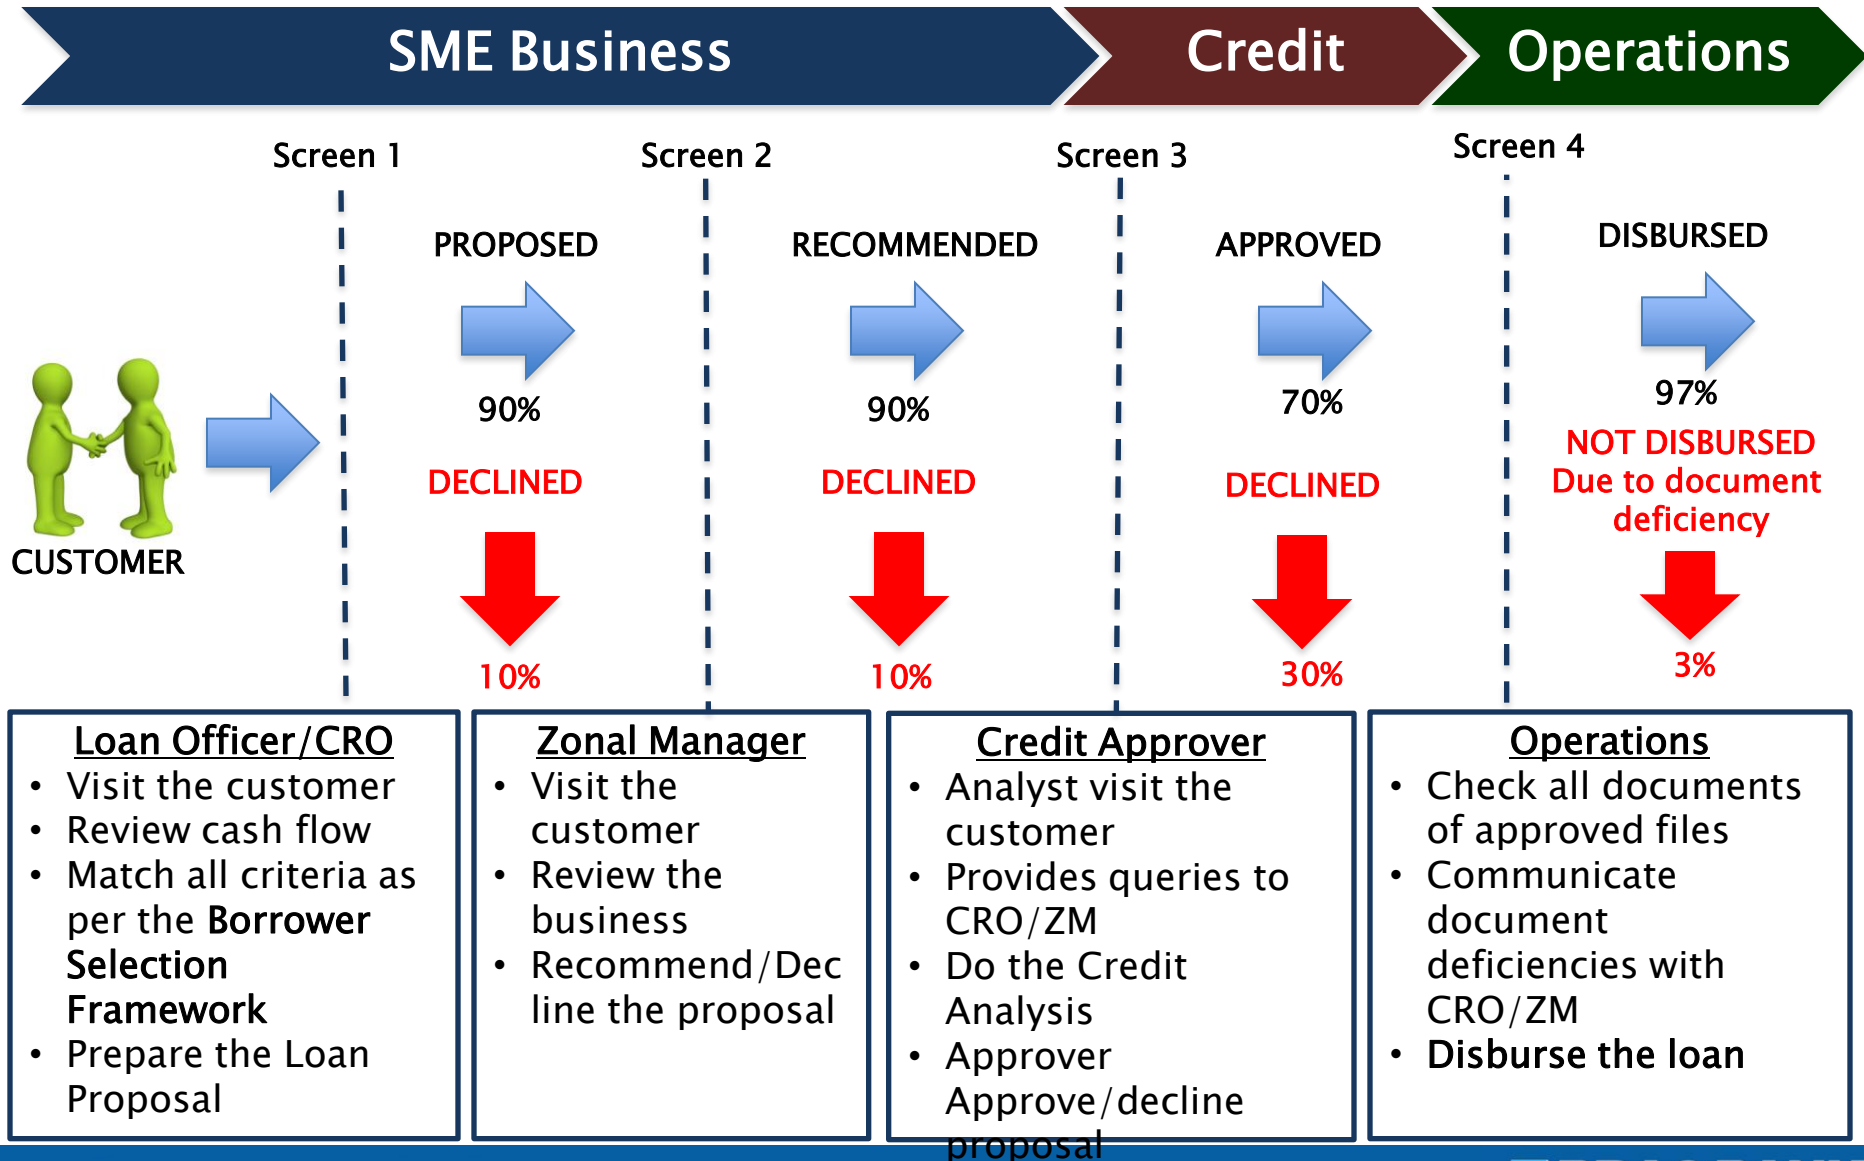 SME Business
Credit
Operations
Screen 1
Screen 2
Screen 3
Screen 4
PROPOSED
RECOMMENDED
APPROVED
DISBURSED
90%
90%
70%
97%
DECLINED
DECLINED
DECLINED
NOT DISBURSED
Due to document
deficiency
CUSTOMER
10%
10%
30%
3%
Loan Officer/CRO
• Visit the customer
• Review cash flow
• Match all criteria as
per the Borrower
Selection
Framework
• Prepare the Loan
Proposal
Zonal Manager
• Visit the
customer
• Review the
business
• Recommend/Dec
line the proposal
Credit Approver
• Analyst visit the
customer
• Provides queries to
CRO/ZM
• Do the Credit
Analysis
• Approver
Approve/decline
proposal
Operations
• Check all documents
of approved files
• Communicate
document
deficiencies with
CRO/ZM
• Disburse the loan